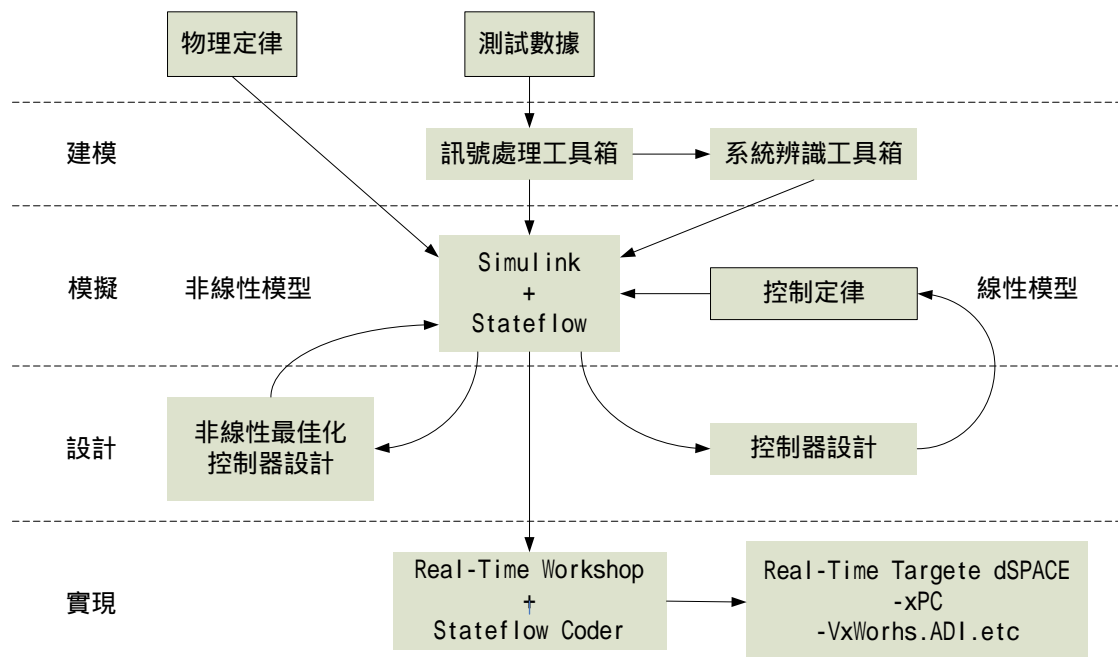 物理定律
測試數據
建模
訊號處理工具箱
系統辨識工具箱
模擬
非線性模型
Simulink
+
Stateflow
控制定律
線性模型
設計
非線性最佳化
控制器設計
控制器設計
實現
Real-Time Workshop
+
Stateflow Coder
Real-Time Targete dSPACE
-xPC
-VxWorhs.ADI.etc